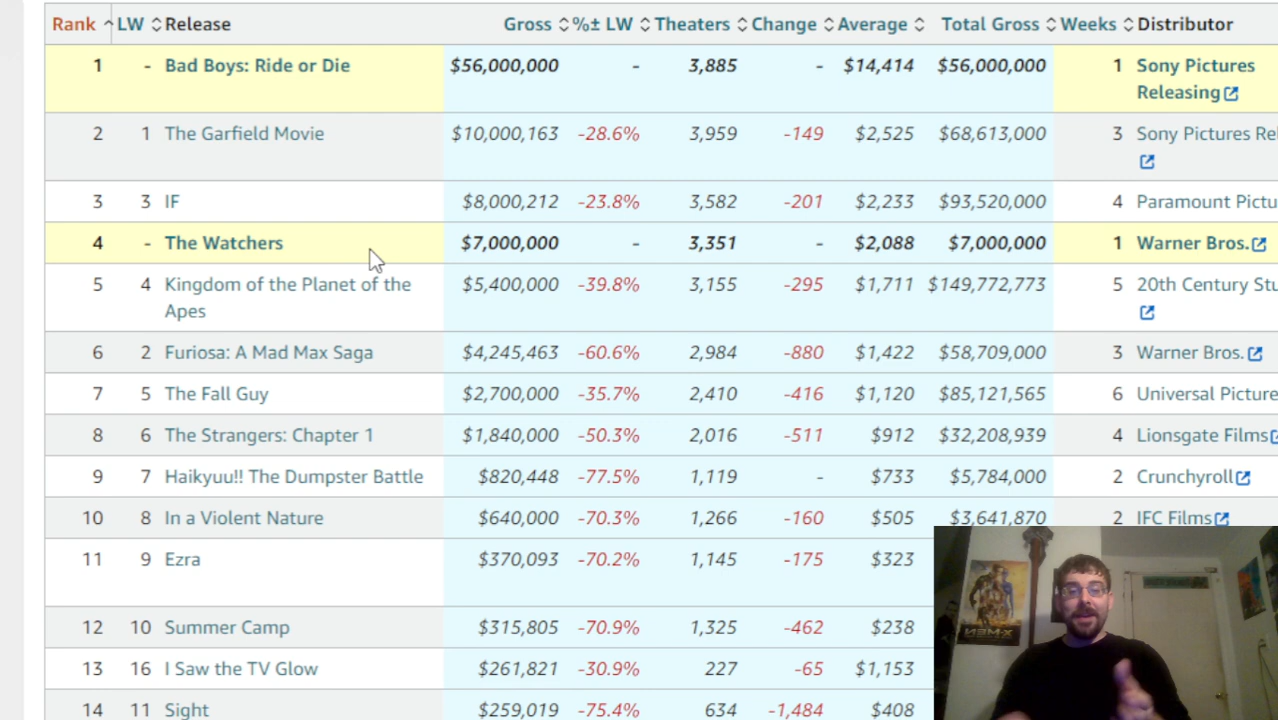 Rank LW Release Gross %± LW Theaters Change Average Total Gross Weeks Distributor
1 - Bad Boys: Ride or Die $56,000,000 - 3,885 - $14,414 $56,000,000 1 Sony Pictures
Releasing
2 1 The Garfield Movie $10,000,163 -28.6% 3,959 -149 $2,525 $68,613,000 3 Sony Pictures Re
3 3 IF $8,000,212 -23.8% 3,582 -201 $2,233 $93,520,000 4 Paramount Pictu
4 - The Watchers $7,000,000 - 3,351 - $2,088 $7,000,000 1 Warner Bros.
5 4 Kingdom of the Planet of the $5,400,000 -39.8% 3,155 -295 $1,711 $149,772,773 5 20th Century Stu
Apes
6 2 Furiosa: A Mad Max Saga $4,245,463 -60.6% 2,984 -880 $1,422 $58,709,000 3 Warner Bros.
7 5 The Fall Guy $2,700,000 -35.7% 2,410 -416 $1,120 $85,121,565 6 Universal Picture
8 6 The Strangers: Chapter 1 $1,840,000 -50.3% 2,016 -511 $912 $32,208,939 4 Lionsgate Films
9 7 Haikyuu!! The Dumpster Battle $820,448 -77.5% 1,119 - $733 $5,784,000 2 Crunchyroll
10 8 In a Violent Nature $640,000 -70.3% 1,266 -160 $505 $3,641,870 2 IFC Films
11 9 Ezra $370,093 -70.2% 1,145 -175 $323
12 10 Summer Camp $315,805 -70.9% 1,325 -462 $238
13 16 I Saw the TV Glow $261,821 -30.9% 227 -65 $1,153
14 11 Sight $259,019 -75.4% 634 -1,484 $408
X-MEN